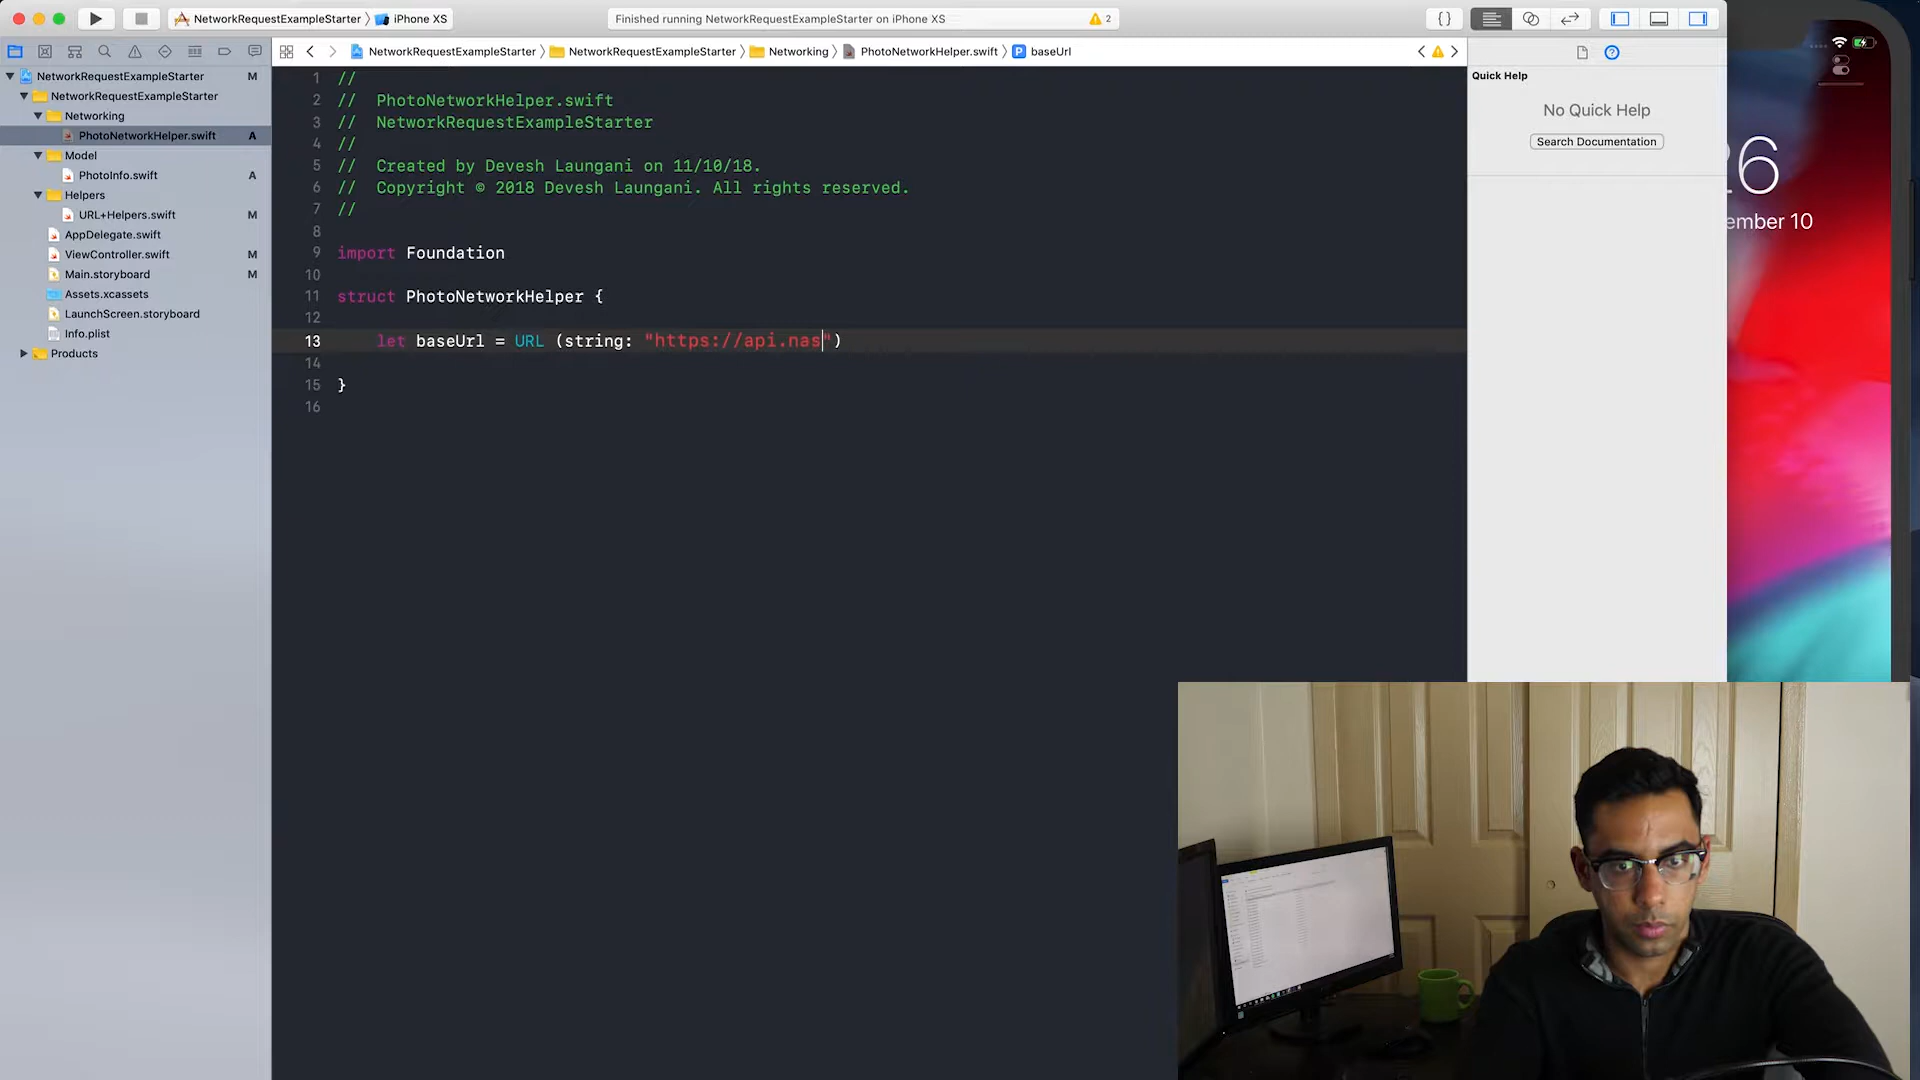 NetworkRequestExampleStarter 〉 iPhone XS
Finished running NetworkRequestExampleStarter on iPhone XS
2
{}
NetworkRequestExampleStarter 〉 NetworkRequestExampleStarter 〉 Networking 〉 PhotoNetworkHelper.swift 〉 P baseUrl
NetworkRequestExampleStarter M
NetworkRequestExampleStarter
Networking
PhotoNetworkHelper.swift A
Model
PhotoInfo.swift A
Helpers
URL+Helpers.swift M
AppDelegate.swift
ViewController.swift M
Main.storyboard M
Assets.xcassets
LaunchScreen.storyboard
Info.plist
Products
1 //
2 // PhotoNetworkHelper.swift
3 // NetworkRequestExampleStarter
4 //
5 // Created by Devesh Laungani on 11/10/18.
6 // Copyright © 2018 Devesh Laungani. All rights reserved.
7 //
8
9 import Foundation
10
11 struct PhotoNetworkHelper {
12
13 let baseUrl = URL (string: "https://api.nas")
14
15 }
16
Quick Help
No Quick Help
Search Documentation
26
ember 10